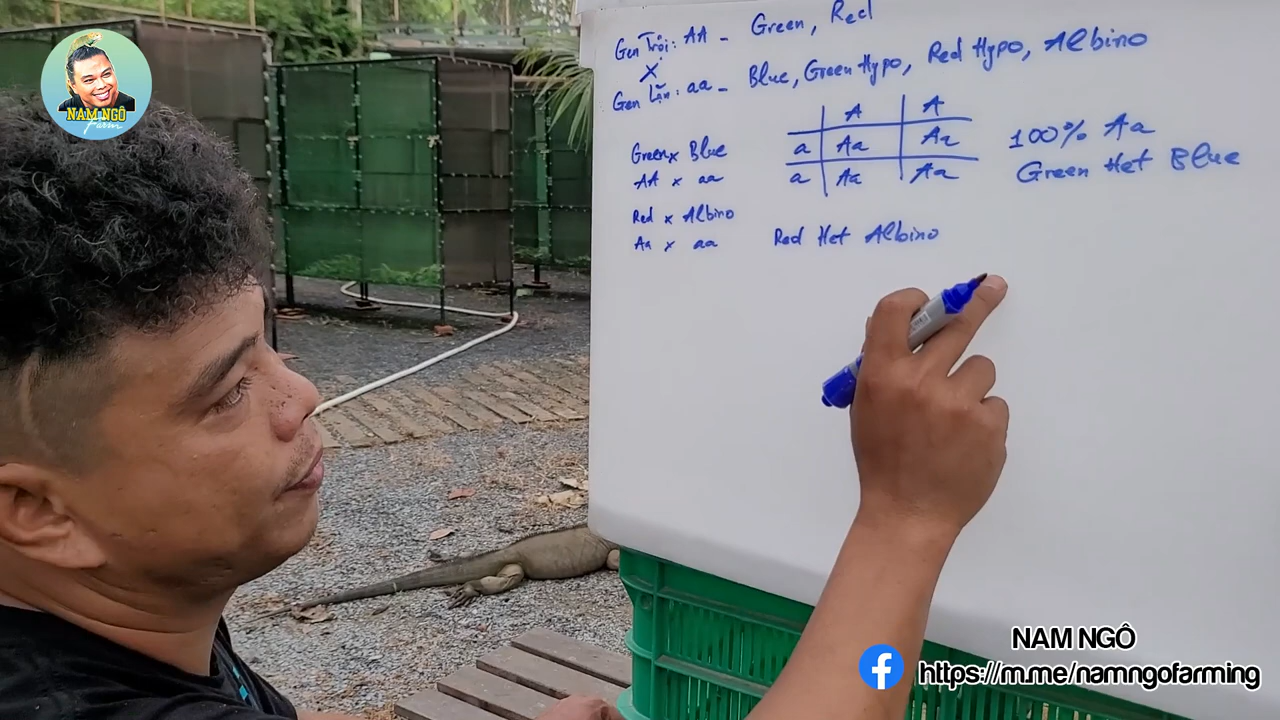 NAM NGÔ
Farm
Gen Trội: AA - Green, Red
X
Gen Lặn: aa - Blue, Green Hypo, Red Hypo, Albino
Green x Blue
AA x aa
A A
a Aa Aa
a Aa Aa
100% Aa
Green Het Blue
Red x Albino
Aa x aa
Red Het Albino
NAM NGÔ
https://m.me/namngofarming